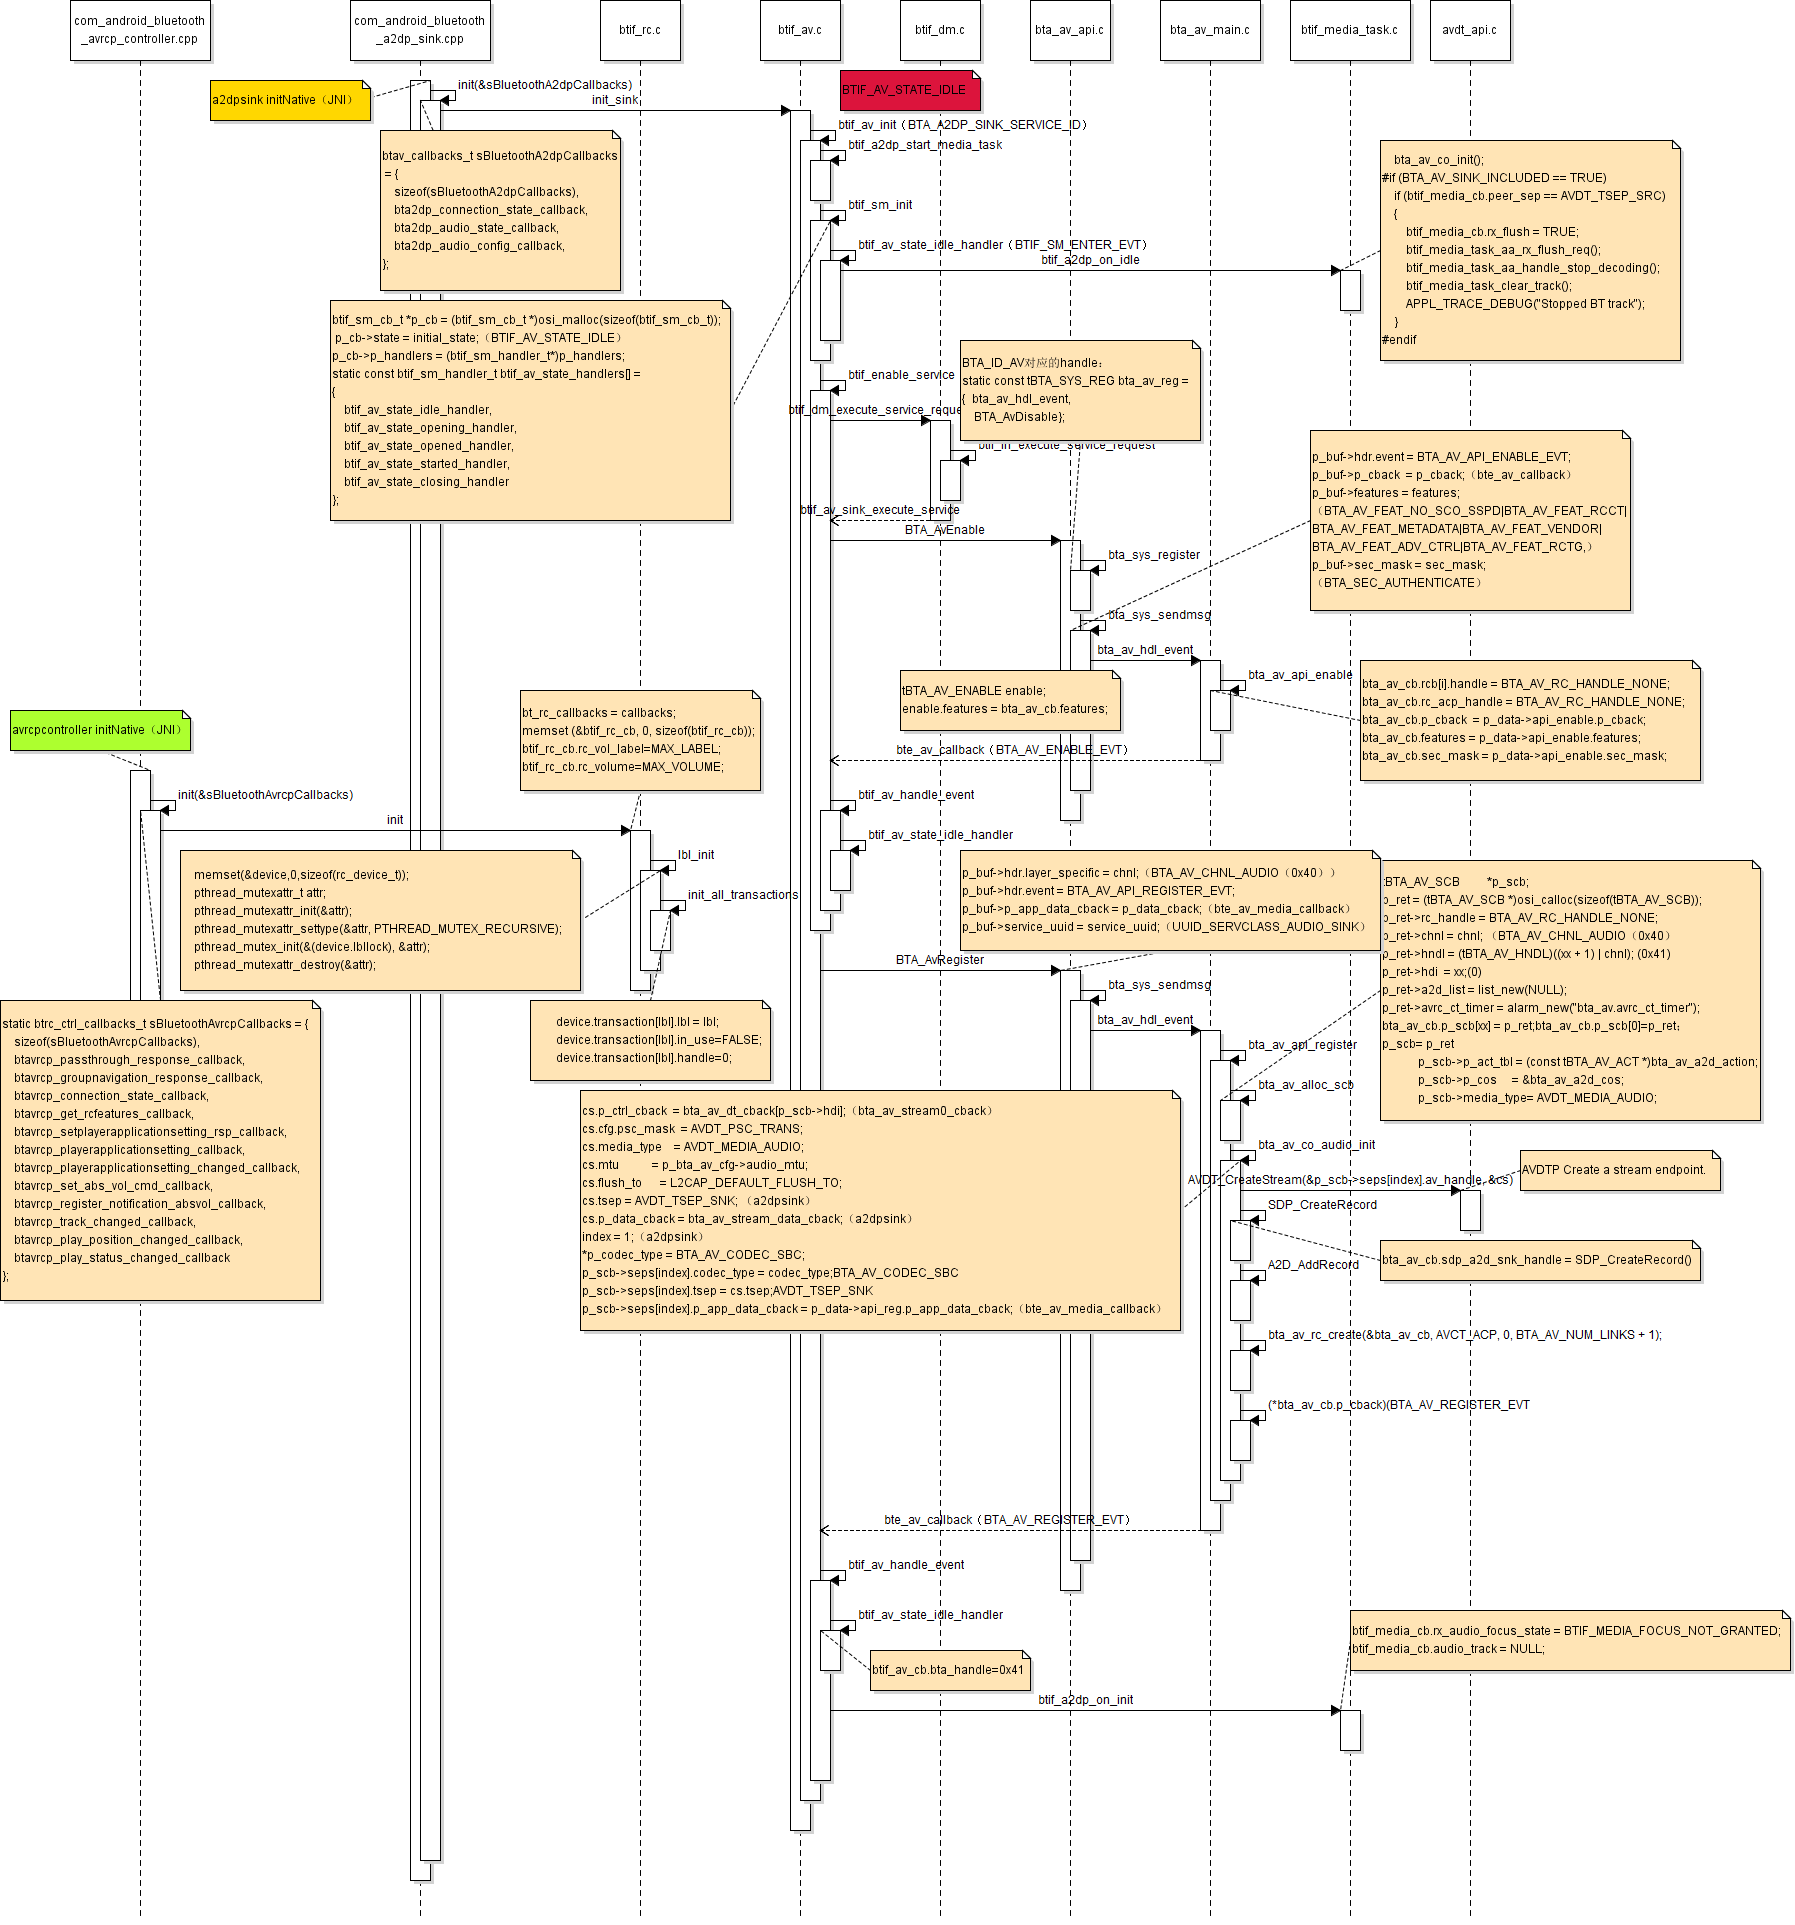 com_android_bluetooth
_avrcp_controller.cpp
com_android_bluetooth
_a2dp_sink.cpp
btif_rc.c
btif_av.c
btif_dm.c
bta_av_api.c
bta_av_main.c
btif_media_task.c
avdt_api.c
a2dpsink initNative（JNI）
init(&sBluetoothA2dpCallbacks)
init_sink
BTIF_AV_STATE_IDLE
btif_av_init（BTA_A2DP_SINK_SERVICE_ID）
btif_a2dp_start_media_task
btav_callbacks_t sBluetoothA2dpCallbacks
= {
sizeof(sBluetoothA2dpCallbacks),
bta2dp_connection_state_callback,
bta2dp_audio_state_callback,
bta2dp_audio_config_callback,
};
btif_sm_init
btif_av_state_idle_handler（BTIF_SM_ENTER_EVT）
btif_a2dp_on_idle
bta_av_co_init();
#if (BTA_AV_SINK_INCLUDED == TRUE)
if (btif_media_cb.peer_sep == AVDT_TSEP_SRC)
{
btif_media_cb.rx_flush = TRUE;
btif_media_task_aa_rx_flush_req();
btif_media_task_aa_handle_stop_decoding();
btif_media_task_clear_track();
APPL_TRACE_DEBUG("Stopped BT track");
}
#endif
btif_sm_cb_t *p_cb = (btif_sm_cb_t *)osi_malloc(sizeof(btif_sm_cb_t));
p_cb->state = initial_state;（BTIF_AV_STATE_IDLE）
p_cb->p_handlers = (btif_sm_handler_t*)p_handlers;
static const btif_sm_handler_t btif_av_state_handlers[] =
{
btif_av_state_idle_handler,
btif_av_state_opening_handler,
btif_av_state_opened_handler,
btif_av_state_started_handler,
btif_av_state_closing_handler
};
btif_enable_service
btif_dm_execute_service_reque
BTA_ID_AV对应的handle：
static const tBTA_SYS_REG bta_av_reg =
{  bta_av_hdl_event,
BTA_AvDisable};
btif_in_execute_service_request
btif_av_sink_execute_service
BTA_AvEnable
bta_sys_register
p_buf->hdr.event = BTA_AV_API_ENABLE_EVT;
p_buf->p_cback = p_cback;（bte_av_callback）
p_buf->features = features;
（BTA_AV_FEAT_NO_SCO_SSPD|BTA_AV_FEAT_RCCT|
BTA_AV_FEAT_METADATA|BTA_AV_FEAT_VENDOR|
BTA_AV_FEAT_ADV_CTRL|BTA_AV_FEAT_RCTG,）
p_buf->sec_mask = sec_mask;
（BTA_SEC_AUTHENTICATE）
bta_sys_sendmsg
bta_av_hdl_event
bta_av_api_enable
tBTA_AV_ENABLE enable;
enable.features = bta_av_cb.features;
bta_av_cb.rcb[i].handle = BTA_AV_RC_HANDLE_NONE;
bta_av_cb.rc_acp_handle = BTA_AV_RC_HANDLE_NONE;
bta_av_cb.p_cback = p_data->api_enable.p_cback;
bta_av_cb.features = p_data->api_enable.features;
bta_av_cb.sec_mask = p_data->api_enable.sec_mask;
bte_av_callback（BTA_AV_ENABLE_EVT）
avrcpcontroller initNative（JNI）
bt_rc_callbacks = callbacks;
memset (&btif_rc_cb, 0, sizeof(btif_rc_cb));
btif_rc_cb.rc_vol_label=MAX_LABEL;
btif_rc_cb.rc_volume=MAX_VOLUME;
init(&sBluetoothAvrcpCallbacks)
init
btif_av_handle_event
btif_av_state_idle_handler
lbl_init
init_all_transactions
memset(&device,0,sizeof(rc_device_t));
pthread_mutexattr_t attr;
pthread_mutexattr_init(&attr);
pthread_mutexattr_settype(&attr, PTHREAD_MUTEX_RECURSIVE);
pthread_mutex_init(&(device.lbllock), &attr);
pthread_mutexattr_destroy(&attr);
p_buf->hdr.layer_specific = chnl;（BTA_AV_CHNL_AUDIO（0x40））
p_buf->hdr.event = BTA_AV_API_REGISTER_EVT;
p_buf->p_app_data_cback = p_data_cback;（bte_av_media_callback）
p_buf->service_uuid = service_uuid;（UUID_SERVCLASS_AUDIO_SINK）
tBTA_AV_SCB        *p_scb;
p_ret = (tBTA_AV_SCB *)osi_calloc(sizeof(tBTA_AV_SCB));
p_ret->rc_handle = BTA_AV_RC_HANDLE_NONE;
p_ret->chnl = chnl; （BTA_AV_CHNL_AUDIO（0x40）
p_ret->hndl = (tBTA_AV_HNDL)((xx + 1) | chnl); (0x41)
p_ret->hdi = xx;(0)
p_ret->a2d_list = list_new(NULL);
p_ret->avrc_ct_timer = alarm_new("bta_av.avrc_ct_timer");
bta_av_cb.p_scb[xx] = p_ret;bta_av_cb.p_scb[0]=p_ret；
p_scb= p_ret
p_scb->p_act_tbl = (const tBTA_AV_ACT *)bta_av_a2d_action;
p_scb->p_cos    = &bta_av_a2d_cos;
p_scb->media_type= AVDT_MEDIA_AUDIO;
BTA_AvRegister
bta_sys_sendmsg
bta_av_hdl_event
bta_av_api_register
bta_av_alloc_scb
static btrc_ctrl_callbacks_t sBluetoothAvrcpCallbacks = {
sizeof(sBluetoothAvrcpCallbacks),
btavrcp_passthrough_response_callback,
btavrcp_groupnavigation_response_callback,
btavrcp_connection_state_callback,
btavrcp_get_rcfeatures_callback,
btavrcp_setplayerapplicationsetting_rsp_callback,
btavrcp_playerapplicationsetting_callback,
btavrcp_playerapplicationsetting_changed_callback,
btavrcp_set_abs_vol_cmd_callback,
btavrcp_register_notification_absvol_callback,
btavrcp_track_changed_callback,
btavrcp_play_position_changed_callback,
btavrcp_play_status_changed_callback
};
device.transaction[lbl].lbl = lbl;
device.transaction[lbl].in_use=FALSE;
device.transaction[lbl].handle=0;
cs.p_ctrl_cback = bta_av_dt_cback[p_scb->hdi];（bta_av_stream0_cback）
cs.cfg.psc_mask = AVDT_PSC_TRANS;
cs.media_type   = AVDT_MEDIA_AUDIO;
cs.mtu         = p_bta_av_cfg->audio_mtu;
cs.flush_to     = L2CAP_DEFAULT_FLUSH_TO;
cs.tsep = AVDT_TSEP_SNK; （a2dpsink）
cs.p_data_cback = bta_av_stream_data_cback;（a2dpsink）
index = 1;（a2dpsink）
*p_codec_type = BTA_AV_CODEC_SBC;
p_scb->seps[index].codec_type = codec_type;BTA_AV_CODEC_SBC
p_scb->seps[index].tsep = cs.tsep;AVDT_TSEP_SNK
p_scb->seps[index].p_app_data_cback = p_data->api_reg.p_app_data_cback;（bte_av_media_callback）
bta_av_co_audio_init
AVDT_CreateStream(&p_scb->seps[index].av_handle, &cs)
AVDTP Create a stream endpoint.
SDP_CreateRecord
bta_av_cb.sdp_a2d_snk_handle = SDP_CreateRecord()
A2D_AddRecord
bta_av_rc_create(&bta_av_cb, AVCT_ACP, 0, BTA_AV_NUM_LINKS + 1);
(*bta_av_cb.p_cback)(BTA_AV_REGISTER_EVT
bte_av_callback（BTA_AV_REGISTER_EVT）
btif_av_handle_event
btif_av_state_idle_handler
btif_av_cb.bta_handle=0x41
btif_media_cb.rx_audio_focus_state = BTIF_MEDIA_FOCUS_NOT_GRANTED;
btif_media_cb.audio_track = NULL;
btif_a2dp_on_init